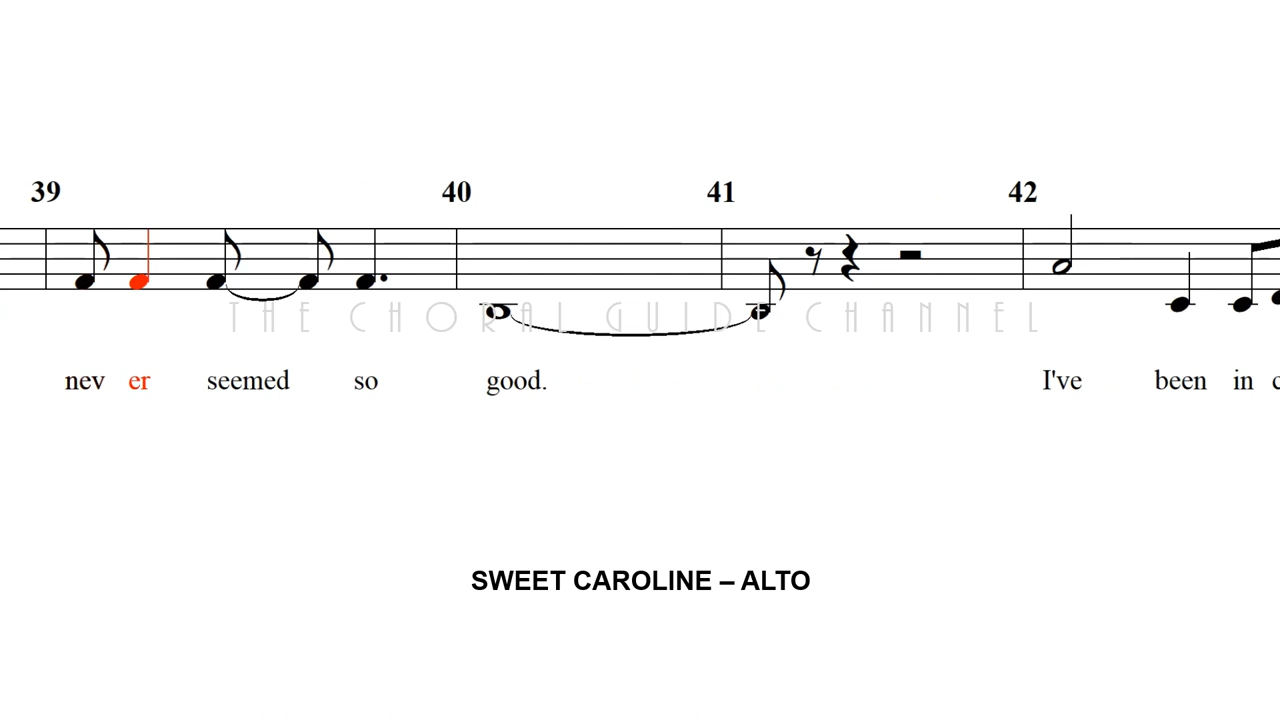 39 40 41 42
THE CHORAL GUIDE CHANNEL
nev er seemed so good. I've been in
SWEET CAROLINE – ALTO